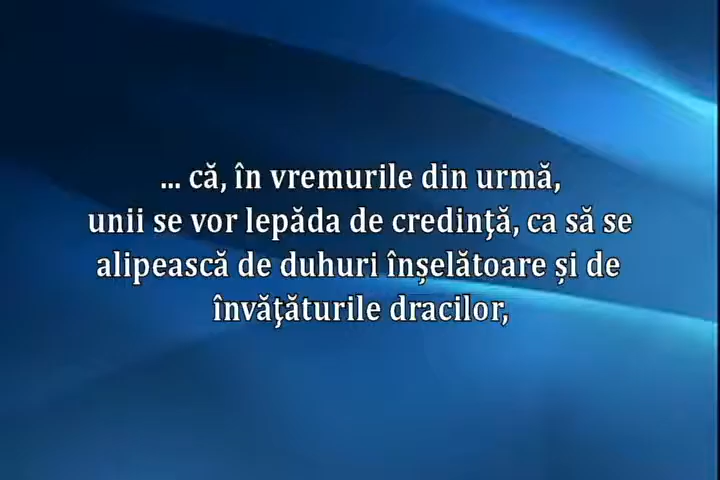 ... că, în vremurile din urmă,
unii se vor lepăda de credinţă, ca să se
alipească de duhuri înșelătoare și de
învăţăturile dracilor,